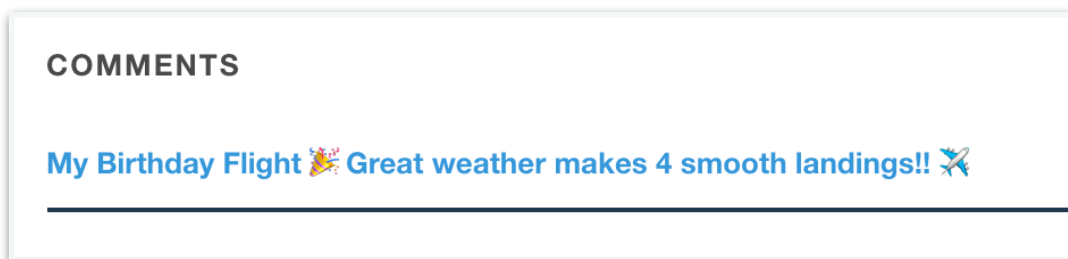 COMMENTS
My Birthday Flight 🎉 Great weather makes 4 smooth landings!! ✈️